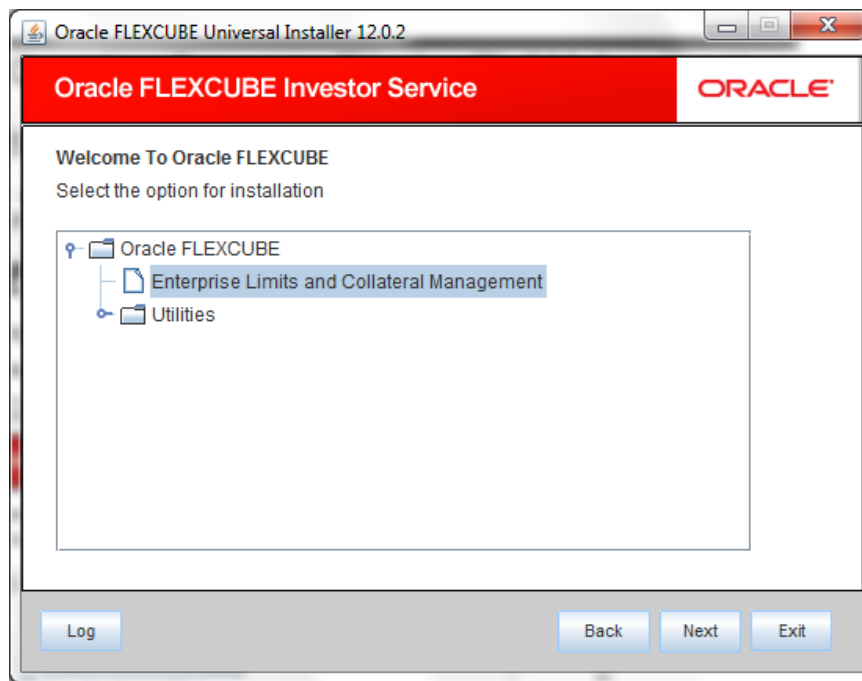 Oracle FLEXCUBE Universal Installer 12.0.2
Oracle FLEXCUBE Investor Service ORACLE
Welcome To Oracle FLEXCUBE
Select the option for installation
Oracle FLEXCUBE
Enterprise Limits and Collateral Management
Utilities
Log Back Next Exit